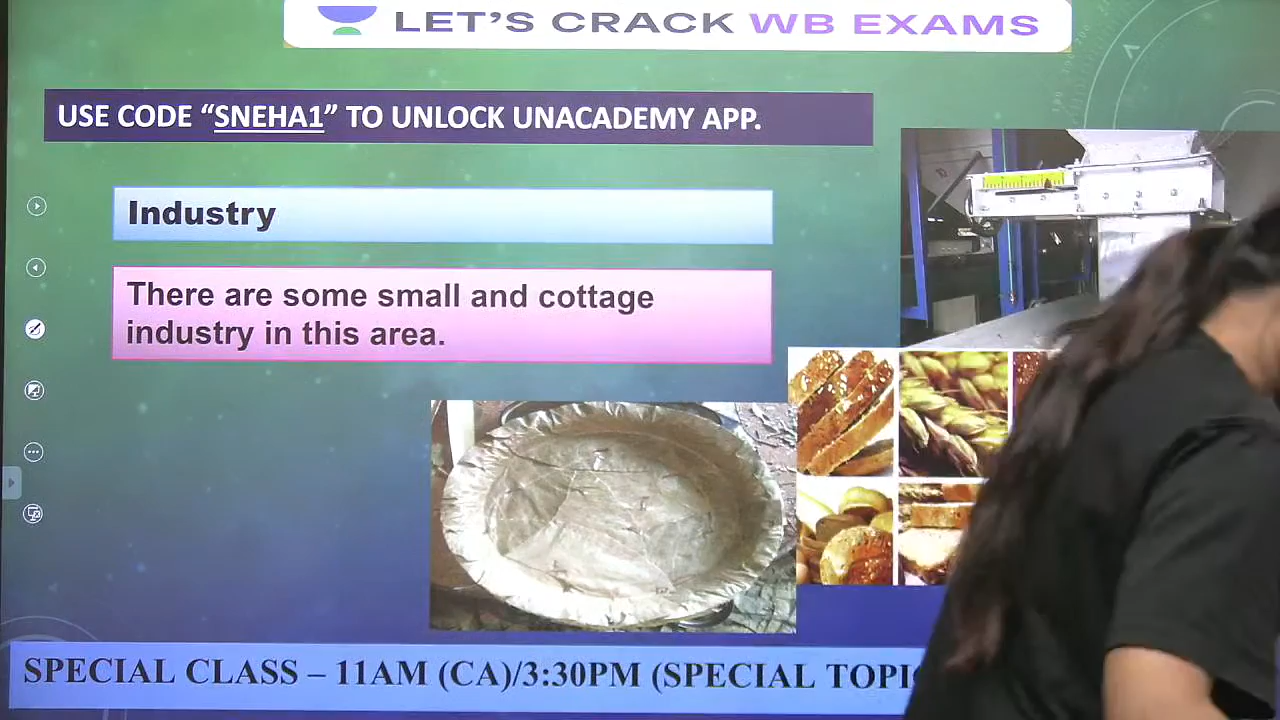 LET'S CRACK WB EXAMS
USE CODE “SNEHA1” TO UNLOCK UNACADEMY APP.
Industry
There are some small and cottage
industry in this area.
SPECIAL CLASS – 11AM (CA)/3:30PM (SPECIAL